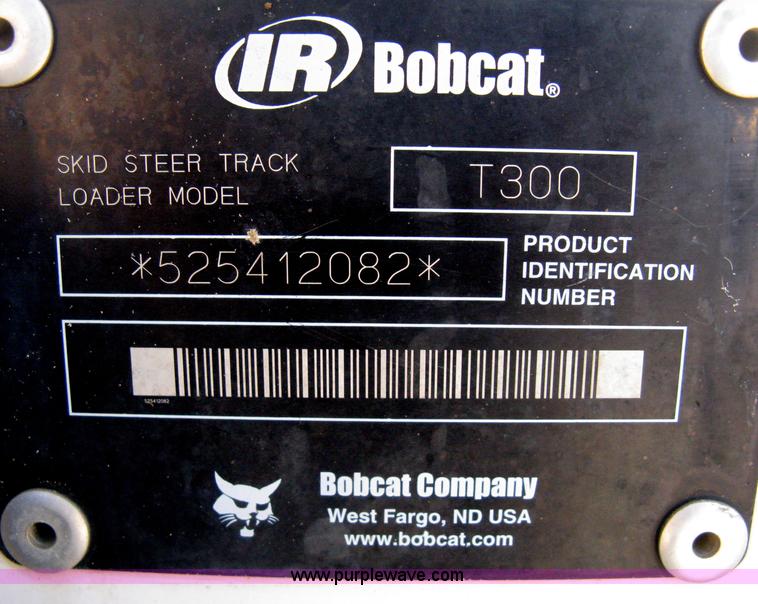 IR Bobcat®
SKID STEER TRACK
LOADER MODEL
T300
*525412082*
PRODUCT
IDENTIFICATION
NUMBER
525412082
Bobcat Company
West Fargo, ND USA
www.bobcat.com
www.purplewave.com